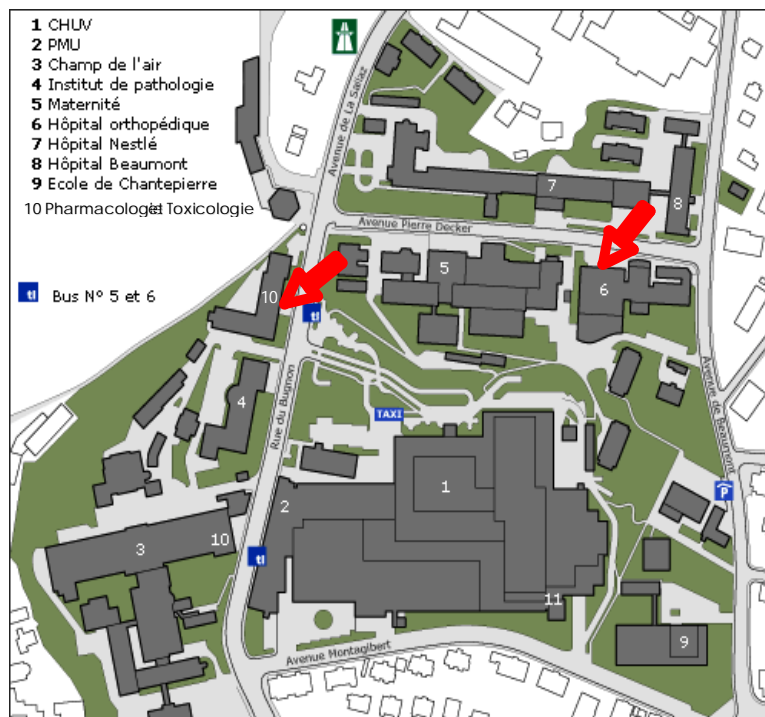 1 CHUV
2 PMU
3 Champ de l'air
4 Institut de pathologie
5 Maternité
6 Hôpital orthopédique
7 Hôpital Nestlé
8 Hôpital Beaumont
9 Ecole de Chantepierre
10 Pharmacologie et Toxicologie
tl Bus N° 5 et 6
Avenue de La Sallaz
Avenue Pierre Decker
Rue du Bugnon
Avenue de Beaumont
Avenue Montagibert
7
8
5
6
10
tl
4
TAXI
1
2
P
3
10
tl
11
9